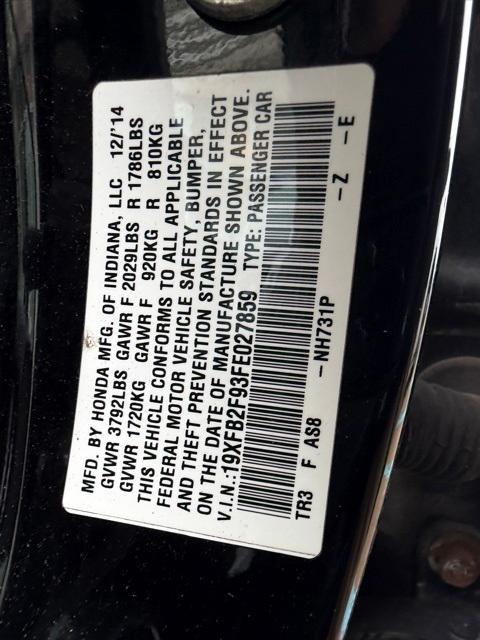 MFD. BY HONDA MFG. OF INDIANA, LLC 12/'14
GVWR 3792LBS GAWR F 2029LBS R 1786LBS
GVWR 1720KG GAWR F 920KG R 810KG
THIS VEHICLE CONFORMS TO ALL APPLICABLE
FEDERAL MOTOR VEHICLE SAFETY, BUMPER,
AND THEFT PREVENTION STANDARDS IN EFFECT
ON THE DATE OF MANUFACTURE SHOWN ABOVE.
V.I.N.:19XFB2F93FE027859 TYPE: PASSENGER CAR
TR3 F AS8 -NH731P -Z -E